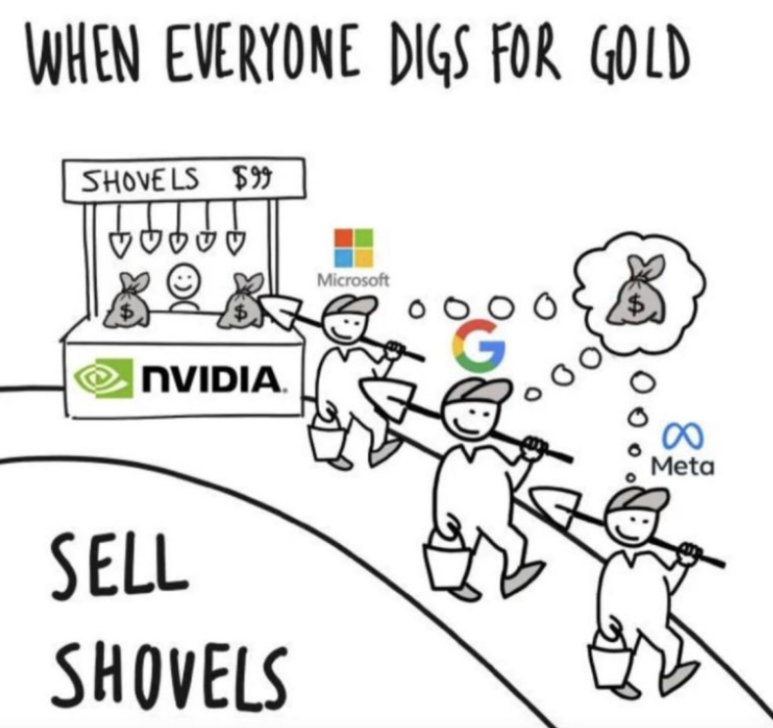 WHEN EVERYONE DIGS FOR GOLD
SHOVELS $99
Microsoft
$ $
$
G
NVIDIA.
Meta
SELL
SHOVELS